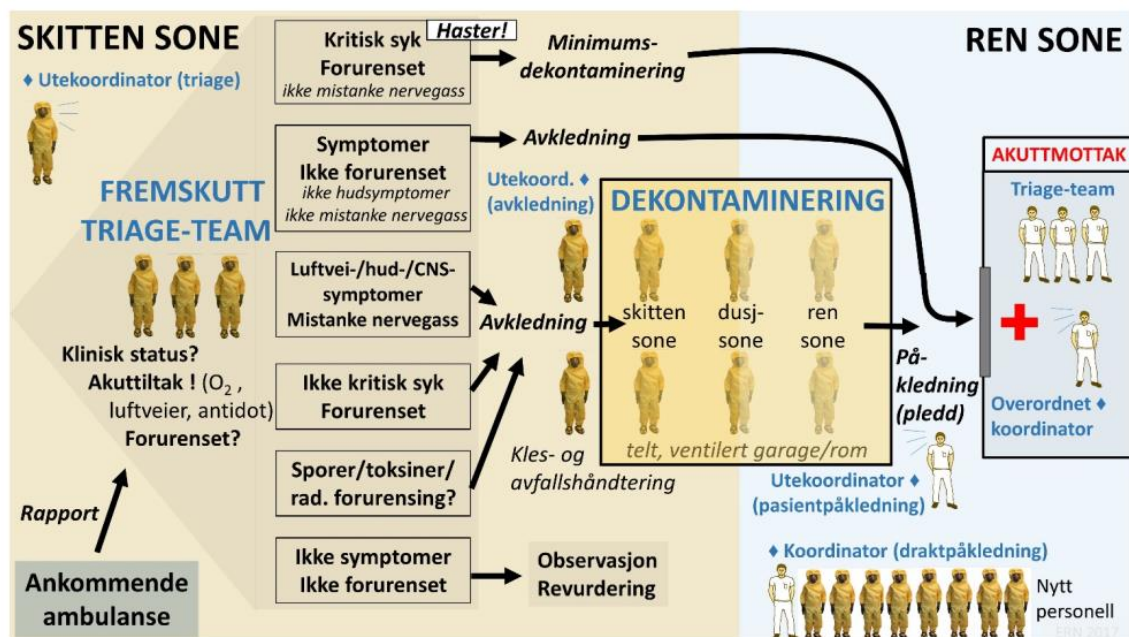 SKITTEN SONE
♦ Utekoordinator (triage)
FREMSKUTT
TRIAGE-TEAM
Klinisk status?
Akuttiltak ! (O₂ ,
luftveier, antidot)
Forurenset?
Rapport
Ankommende
ambulanse
Haster!
Kritisk syk
Forurenset
ikke mistanke nervegass
Symptomer
Ikke forurenset
ikke hudsymptomer
ikke mistanke nervegass
Luftvei-/hud-/CNS-
symptomer
Mistanke nervegass
Ikke kritisk syk
Forurenset
Sporer/toksiner/
rad. forurensing?
Ikke symptomer
Ikke forurenset
Minimums-
dekontaminering
Avkledning
Utekoord. ♦
(avkledning)
Avkledning
Kles- og
avfallshåndtering
Observasjon
Revurdering
DEKONTAMINERING
skitten
sone
dusj-
sone
ren
sone
telt, ventilert garage/rom
REN SONE
På-
kledning
(pledd)
Utekoordinator ♦
(pasientpåkledning)
AKUTTMOTTAK
Triage-team
Overordnet ♦
koordinator
♦ Koordinator (draktpåkledning)
Nytt
personell
FRN 2017